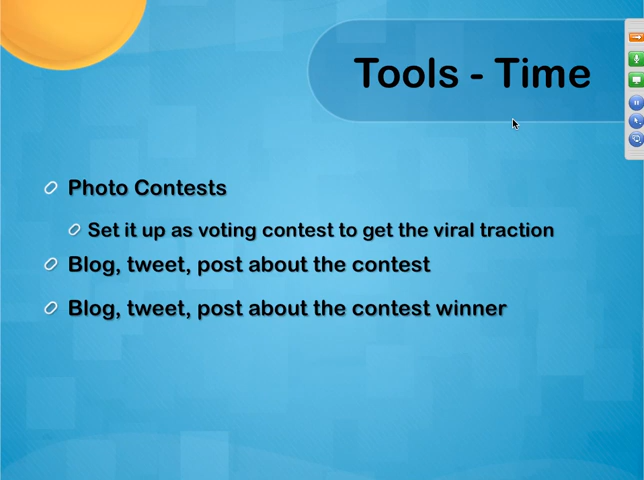 Tools - Time
Photo Contests
Set it up as voting contest to get the viral traction
Blog, tweet, post about the contest
Blog, tweet, post about the contest winner